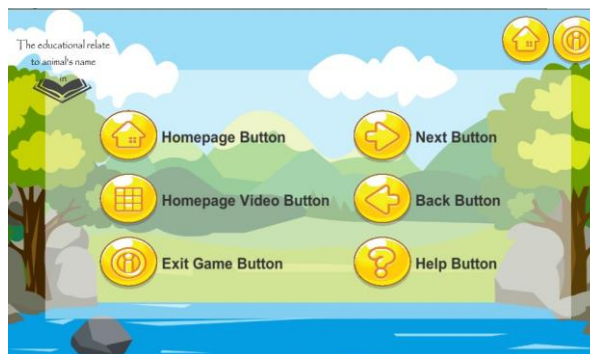 The educational relate
to animal's name
in
Homepage Button
Next Button
Homepage Video Button
Back Button
Exit Game Button
Help Button